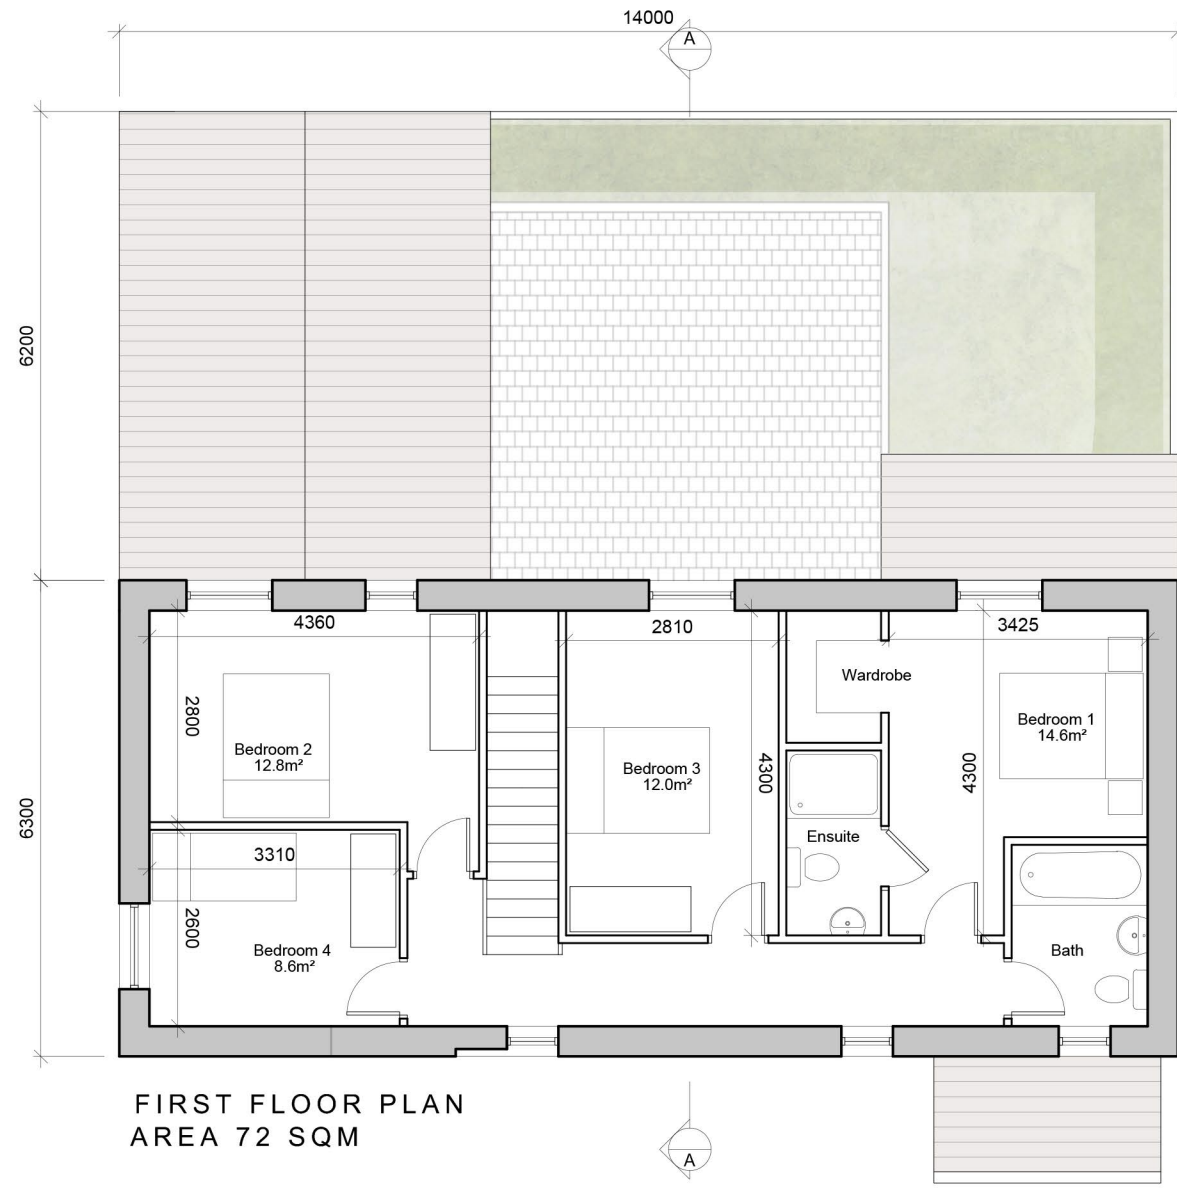 14000
A
6200
4360
2810
3425
Wardrobe
2800
Bedroom 1
14.6m²
Bedroom 2
12.8m²
Bedroom 3
12.0m²
4300
4300
6300
Ensuite
3310
2600
Bedroom 4
8.6m²
Bath
FIRST FLOOR PLAN
AREA 72 SQM
A